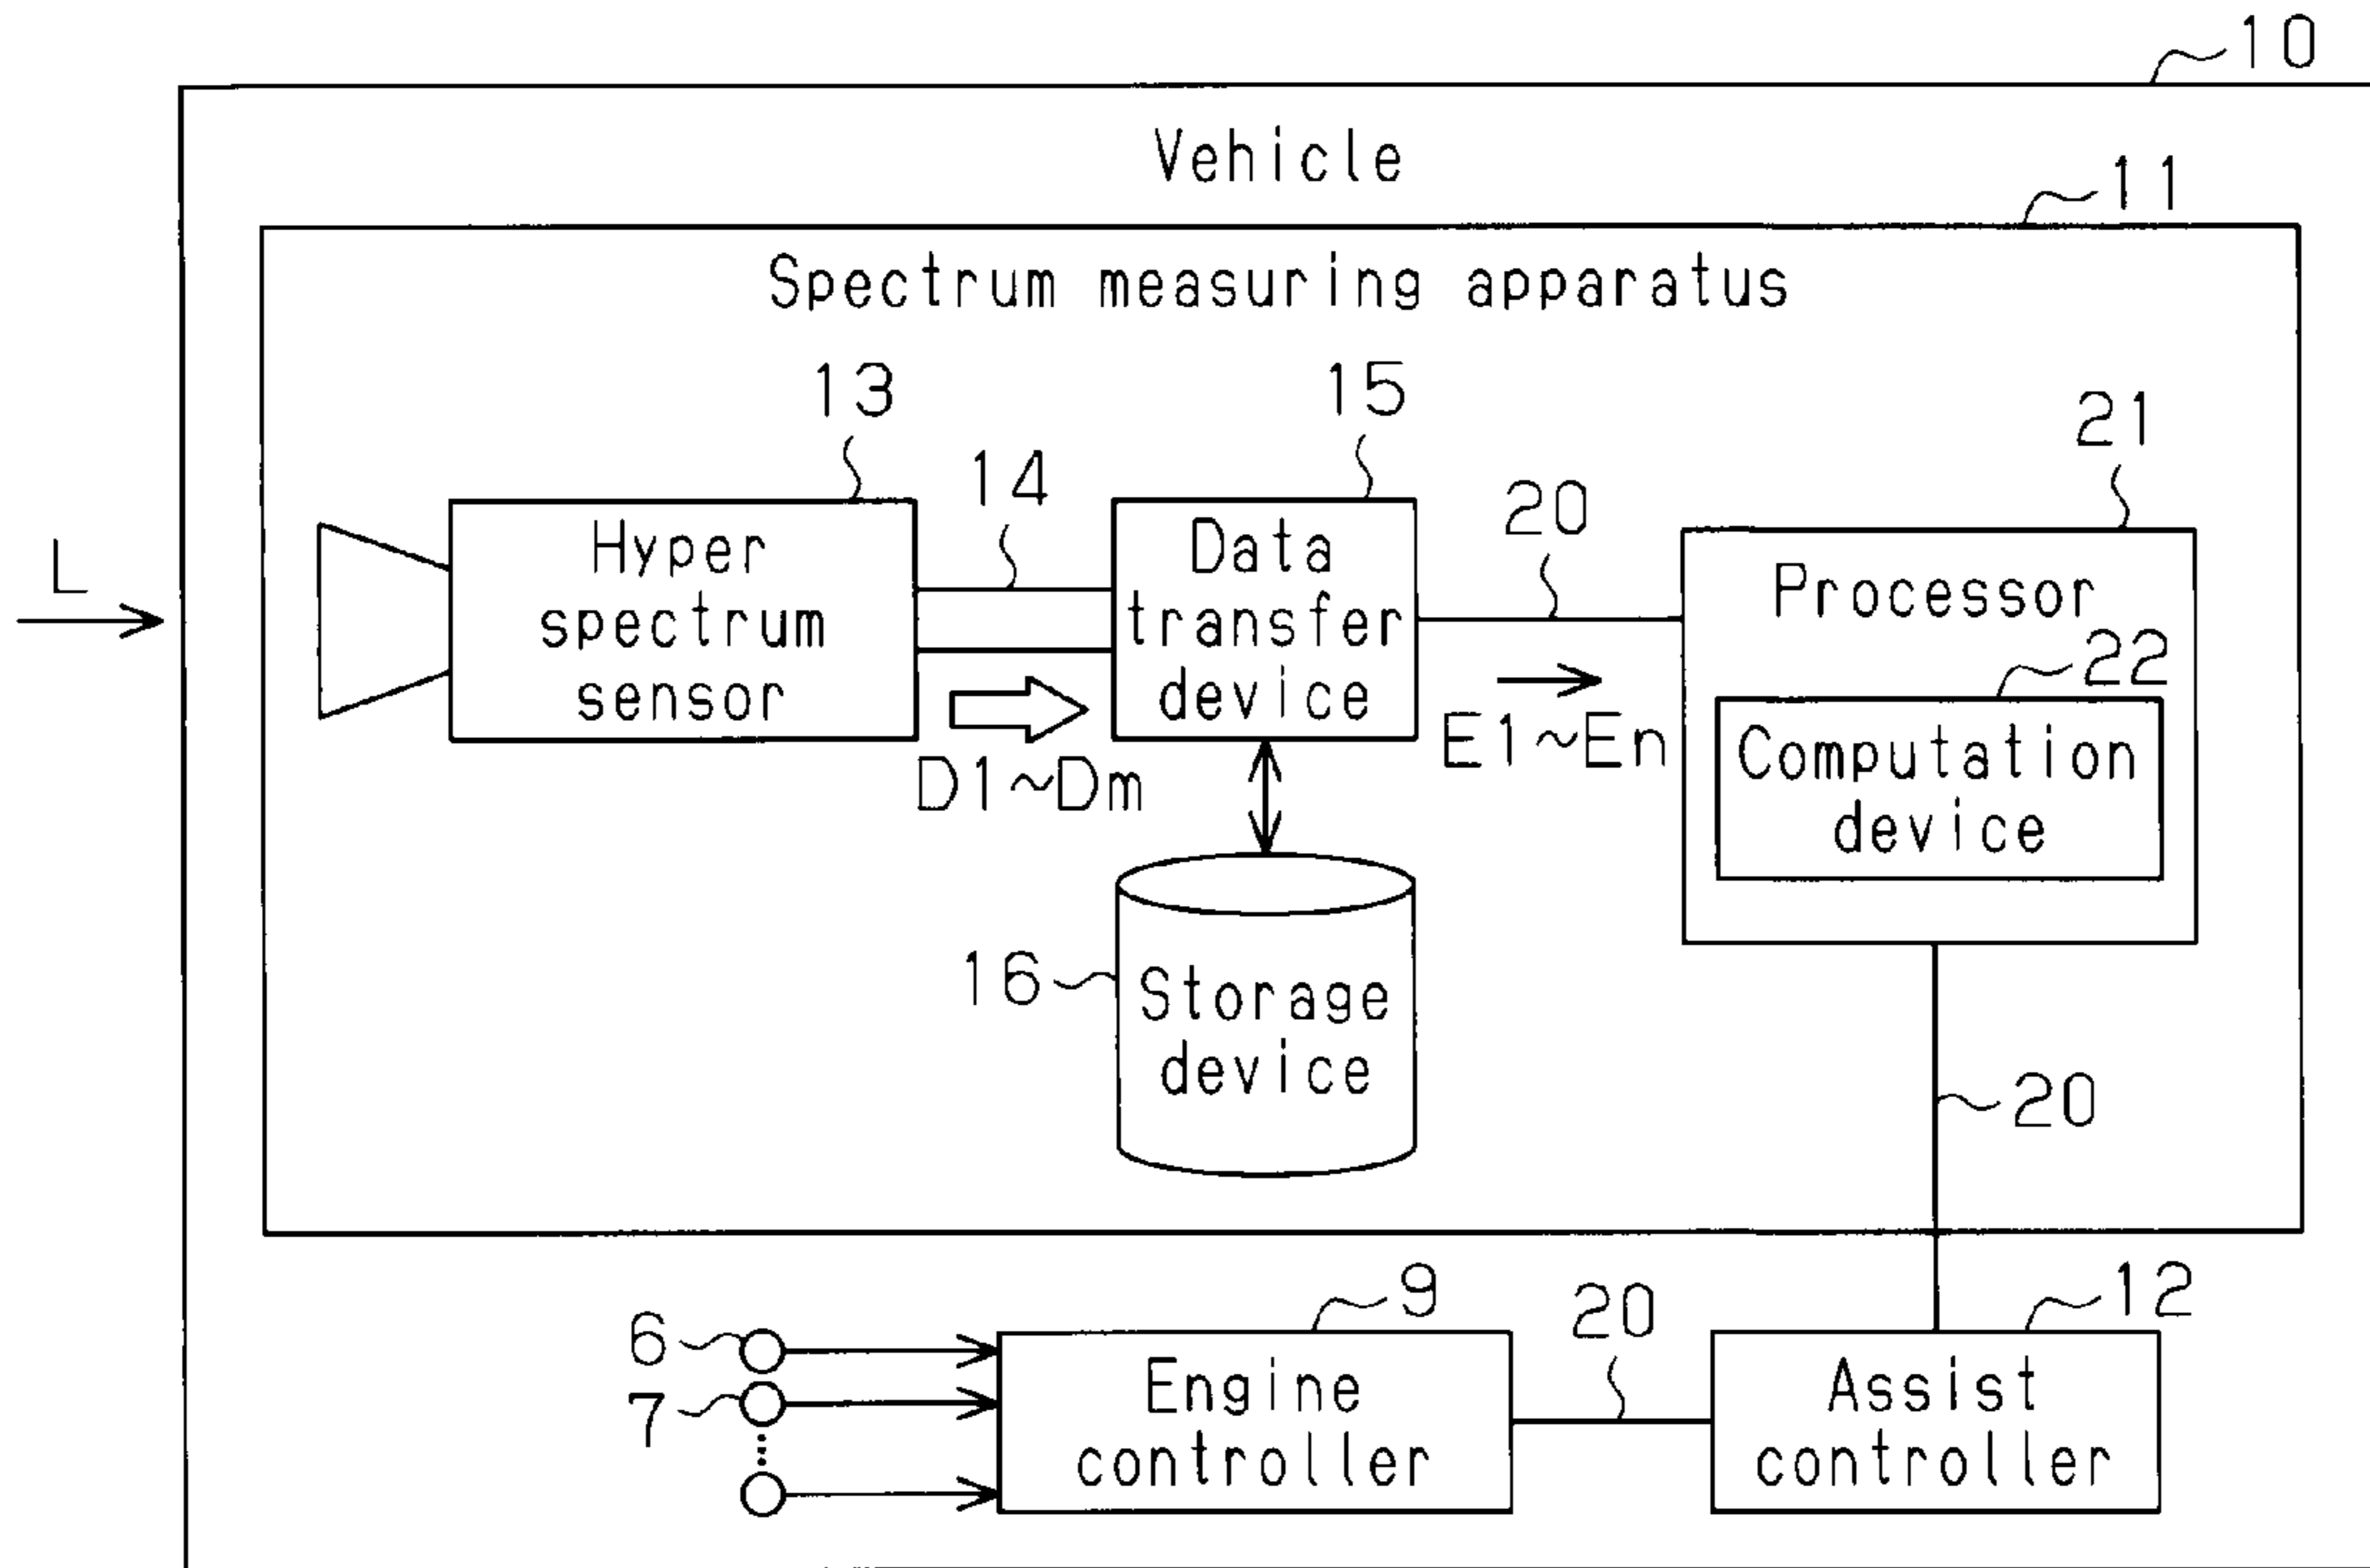 10
Vehicle
11
Spectrum measuring apparatus
13
15
21
14
20
L
Hyper
spectrum
sensor
Data
transfer
device
Processor
22
D1~Dm
E1~En
Computation
device
16
Storage
device
20
9
20
12
6
7
Engine
controller
Assist
controller